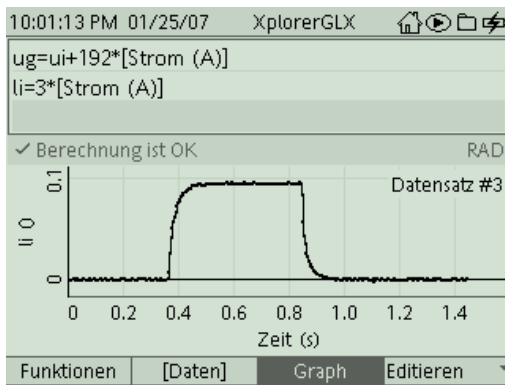 10:01:13 PM 01/25/07 XplorerGLX
ug=ui+192*[Strom (A)]
li=3*[Strom (A)]
✓ Berechnung ist OK RAD
0.1
Datensatz #3
li ()
0
0 0.2 0.4 0.6 0.8 1.0 1.2 1.4
Zeit (s)
Funktionen [Daten] Graph Editieren